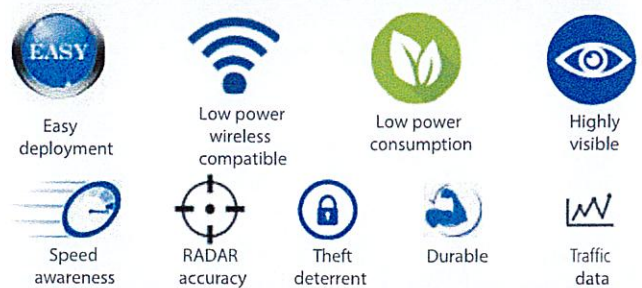 EASY
Easy
deployment
Low power
wireless
compatible
Low power
consumption
Highly
visible
Speed
awareness
RADAR
accuracy
Theft
deterrent
Durable
Traffic
data